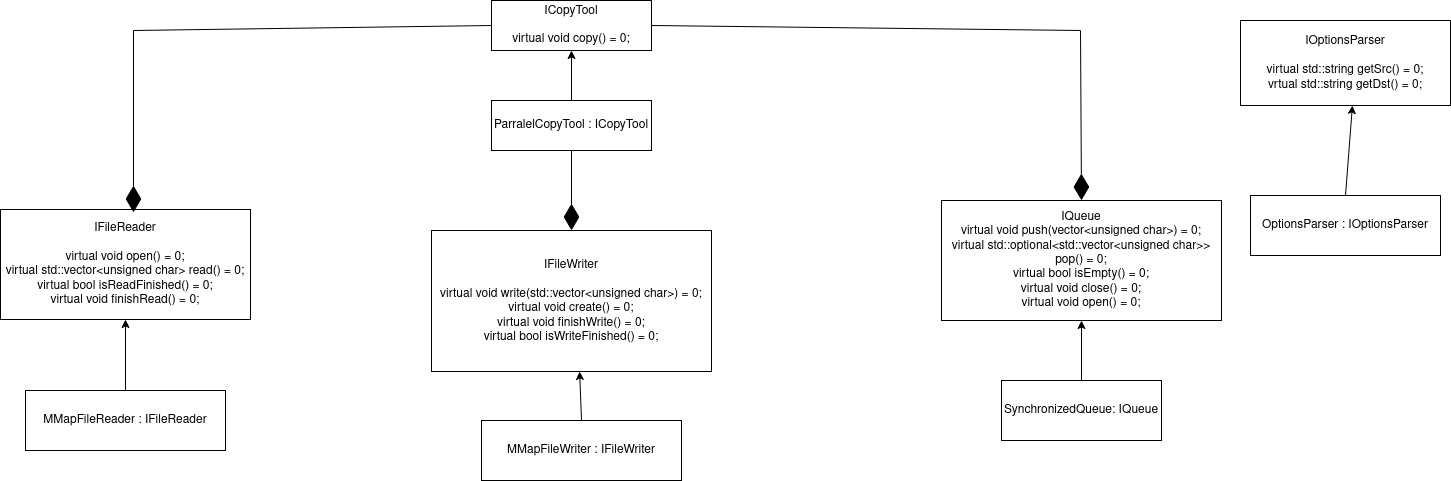 ICopyTool
virtual void copy() = 0;
ParralelCopyTool : ICopyTool
IFileReader
virtual void open() = 0;
virtual std::vector<unsigned char> read() = 0;
virtual bool isReadFinished() = 0;
virtual void finishRead() = 0;
MMapFileReader : IFileReader
IFileWriter
virtual void write(std::vector<unsigned char>) = 0;
virtual void create() = 0;
virtual void finishWrite() = 0;
virtual bool isWriteFinished() = 0;
MMapFileWriter : IFileWriter
IQueue
virtual void push(vector<unsigned char>) = 0;
virtual std::optional<std::vector<unsigned char>>
pop() = 0;
virtual bool isEmpty() = 0;
virtual void close() = 0;
virtual void open() = 0;
SynchronizedQueue: IQueue
IOptionsParser
virtual std::string getSrc() = 0;
vrtual std::string getDst() = 0;
OptionsParser : IOptionsParser